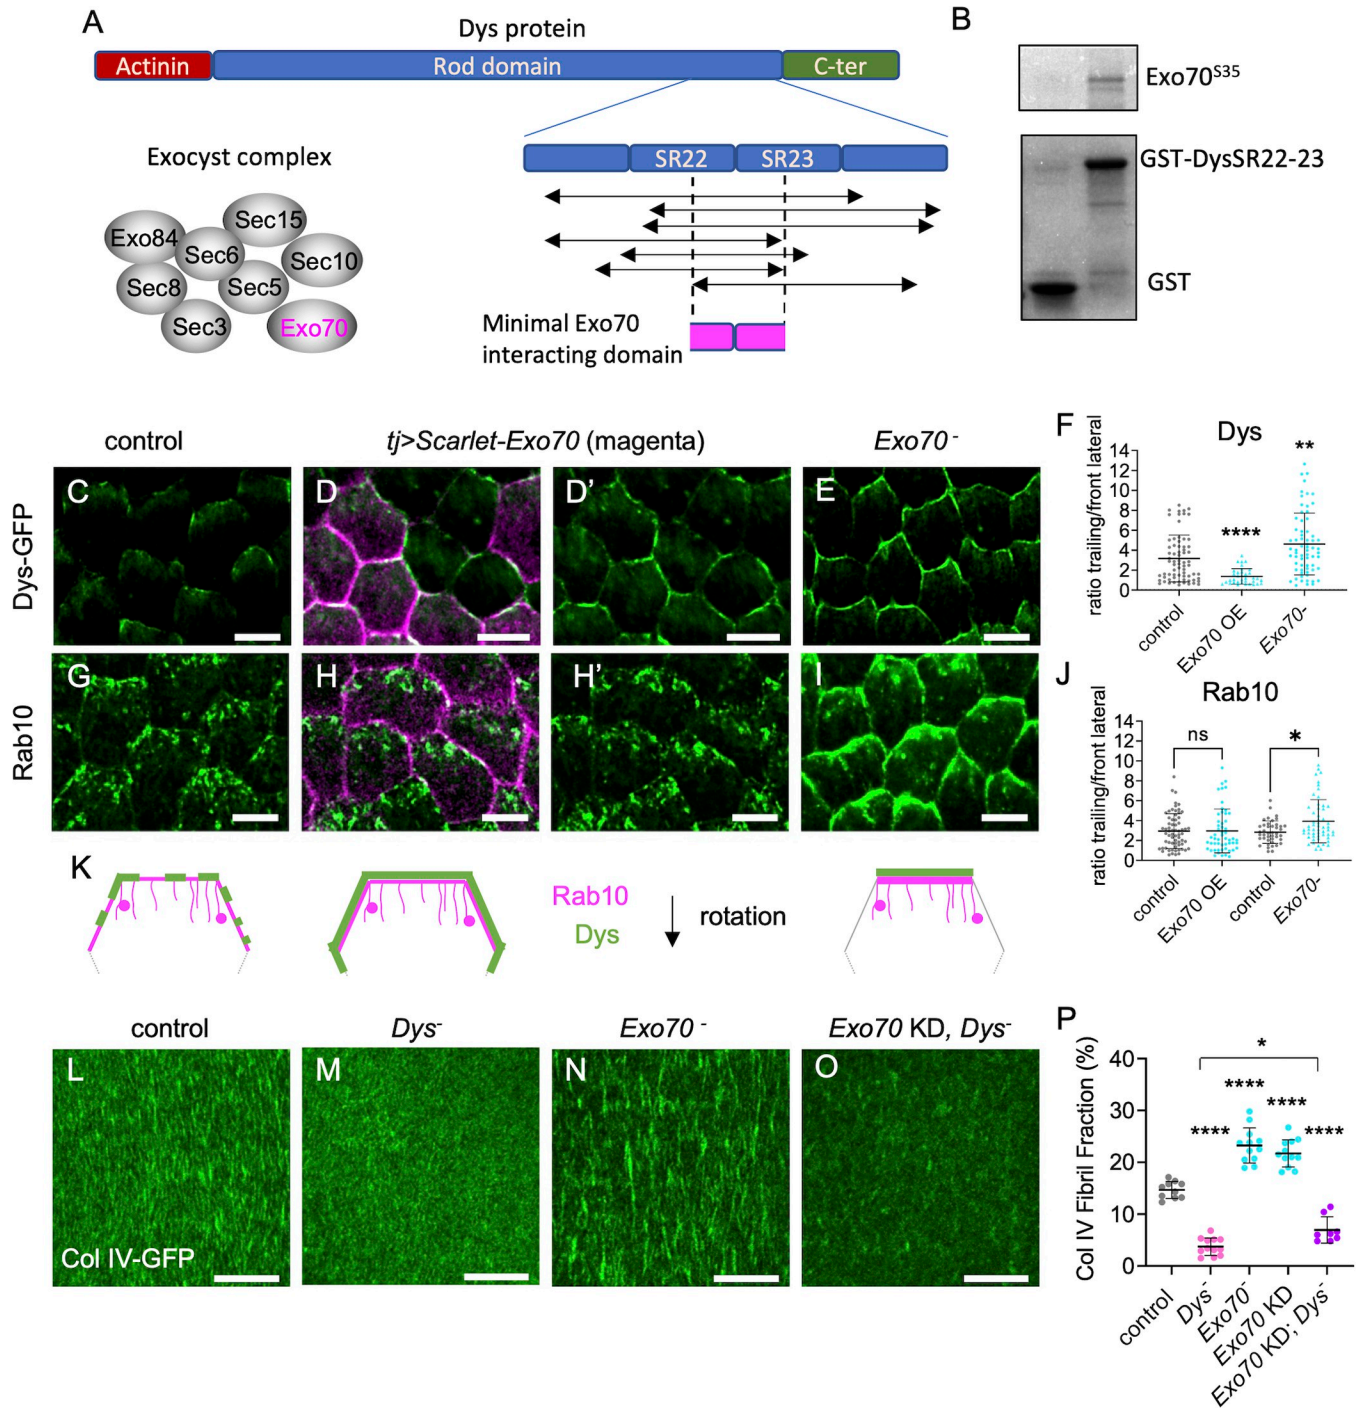 A
Dys protein
Actinin
Rod domain
C-ter
SR22
SR23
Exocyst complex
Sec15
Exo84
Sec6
Sec10
Sec8
Sec5
Sec3
Exo70
Minimal Exo70
interacting domain
B
Exo70S35
GST-DysSR22-23
GST
control
tj>Scarlet-Exo70 (magenta)
Exo70 -
Dys-GFP
C
D
D’
E
F
Dys
ratio trailing/front lateral
14
12
10
8
6
4
2
0
****
**
control
Exo70 OE
Exo70-
Rab10
G
H
H’
I
J
Rab10
ratio trailing/front lateral
14
12
10
8
6
4
2
0
ns
*
control
Exo70 OE
control
Exo70-
K
Rab10
Dys
rotation
control
Dys-
Exo70 -
Exo70 KD, Dys-
L
Col IV-GFP
M
N
O
P
Col IV Fibril Fraction (%)
40
30
20
10
0
*
****
****
****
****
control
Dys-
Exo70-
Exo70 KD
Exo70 KD; Dys-